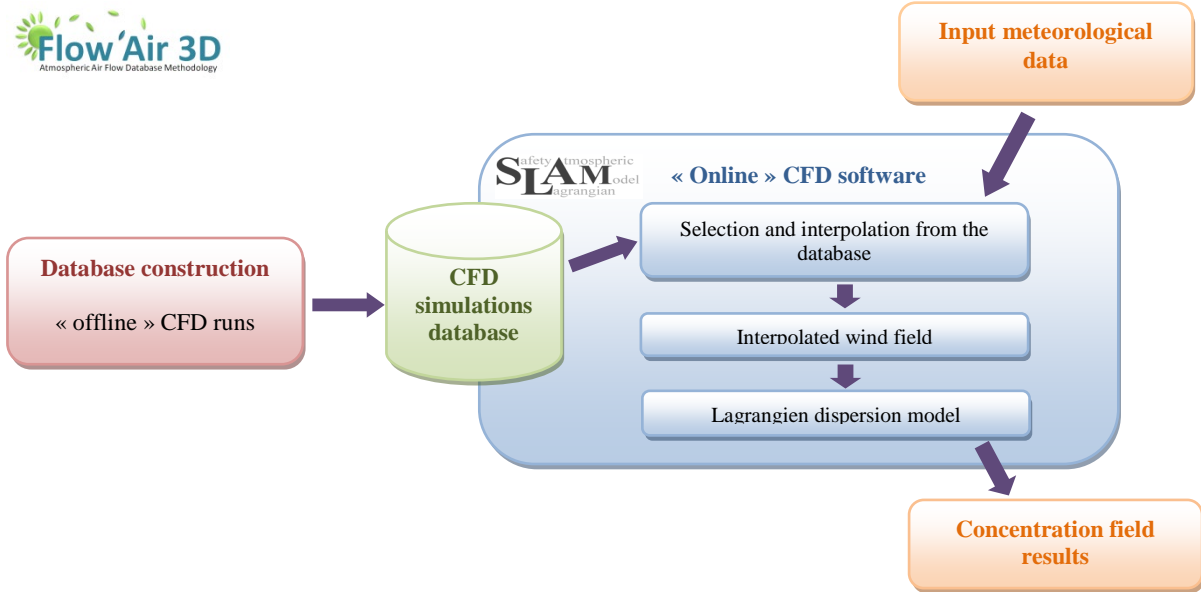 Flow'Air 3D
Atmospheric Air Flow Database Methodology
Input meteorological
data
Safety Atmospheric
Model
Lagrangian
SLAM
« Online » CFD software
Selection and interpolation from the
database
Database construction
« offline » CFD runs
CFD
simulations
database
Interpolated wind field
Lagrangien dispersion model
Concentration field
results